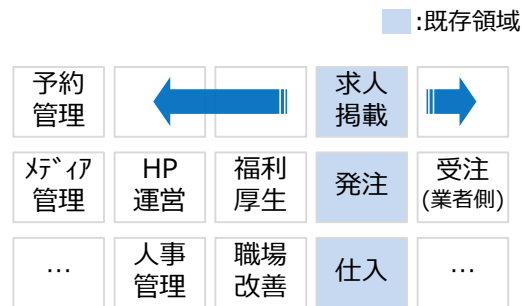 :既存領域
予約
管理
求人
掲載
ﾒﾃﾞｨｱ
管理
HP
運営
福利
厚生
発注
受注
(業者側)
…
人事
管理
職場
改善
仕入
…